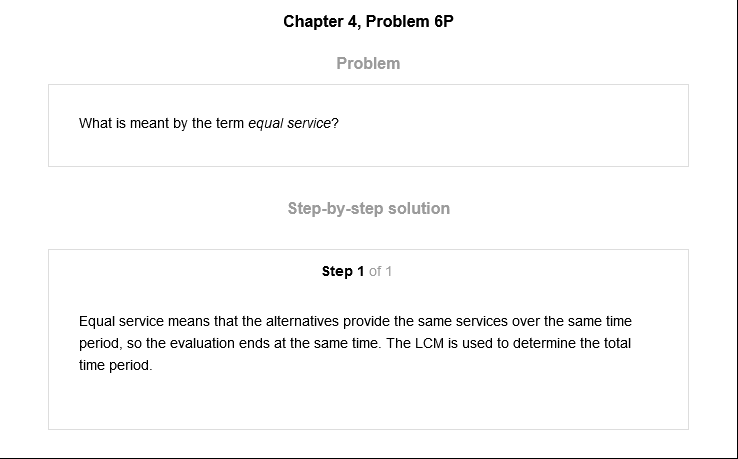 Chapter 4, Problem 6P
Problem
What is meant by the term equal service?
Step-by-step solution
Step 1 of 1
Equal service means that the alternatives provide the same services over the same time
period, so the evaluation ends at the same time. The LCM is used to determine the total
time period.